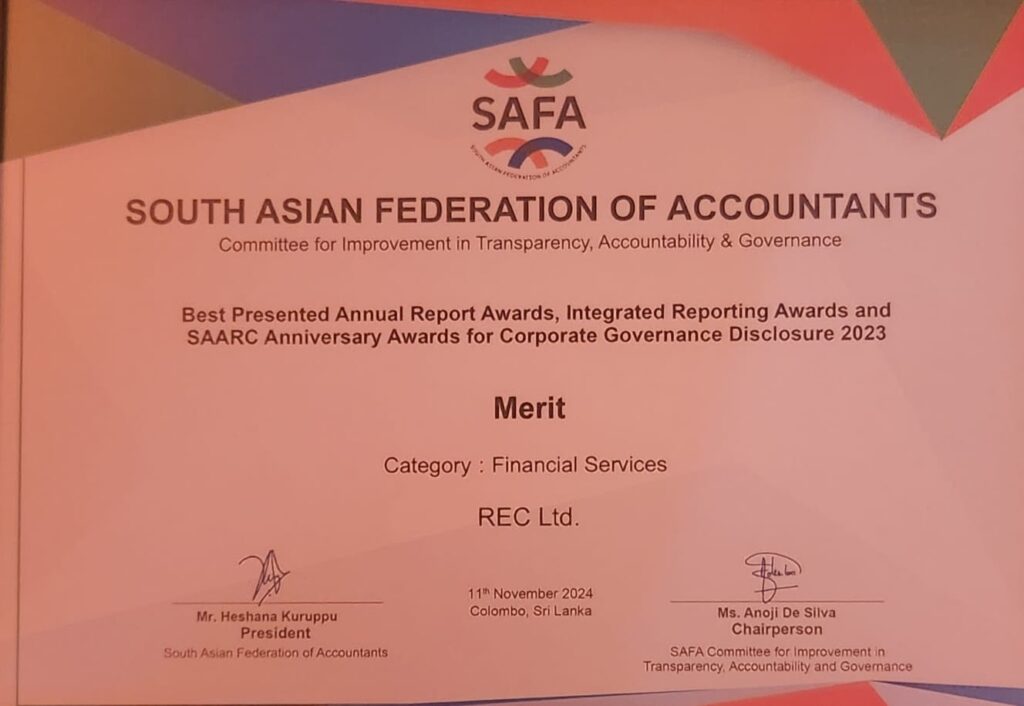 SAFA
SOUTH ASIAN FEDERATION OF ACCOUNTANTS
SOUTH ASIAN FEDERATION OF ACCOUNTANTS
Committee for Improvement in Transparency, Accountability & Governance
Best Presented Annual Report Awards, Integrated Reporting Awards and
SAARC Anniversary Awards for Corporate Governance Disclosure 2023
Merit
Category : Financial Services
REC Ltd.
11th November 2024
Colombo, Sri Lanka
Mr. Heshana Kuruppu
President
South Asian Federation of Accountants
Ms. Anoji De Silva
Chairperson
SAFA Committee for Improvement in
Transparency, Accountability and Governance